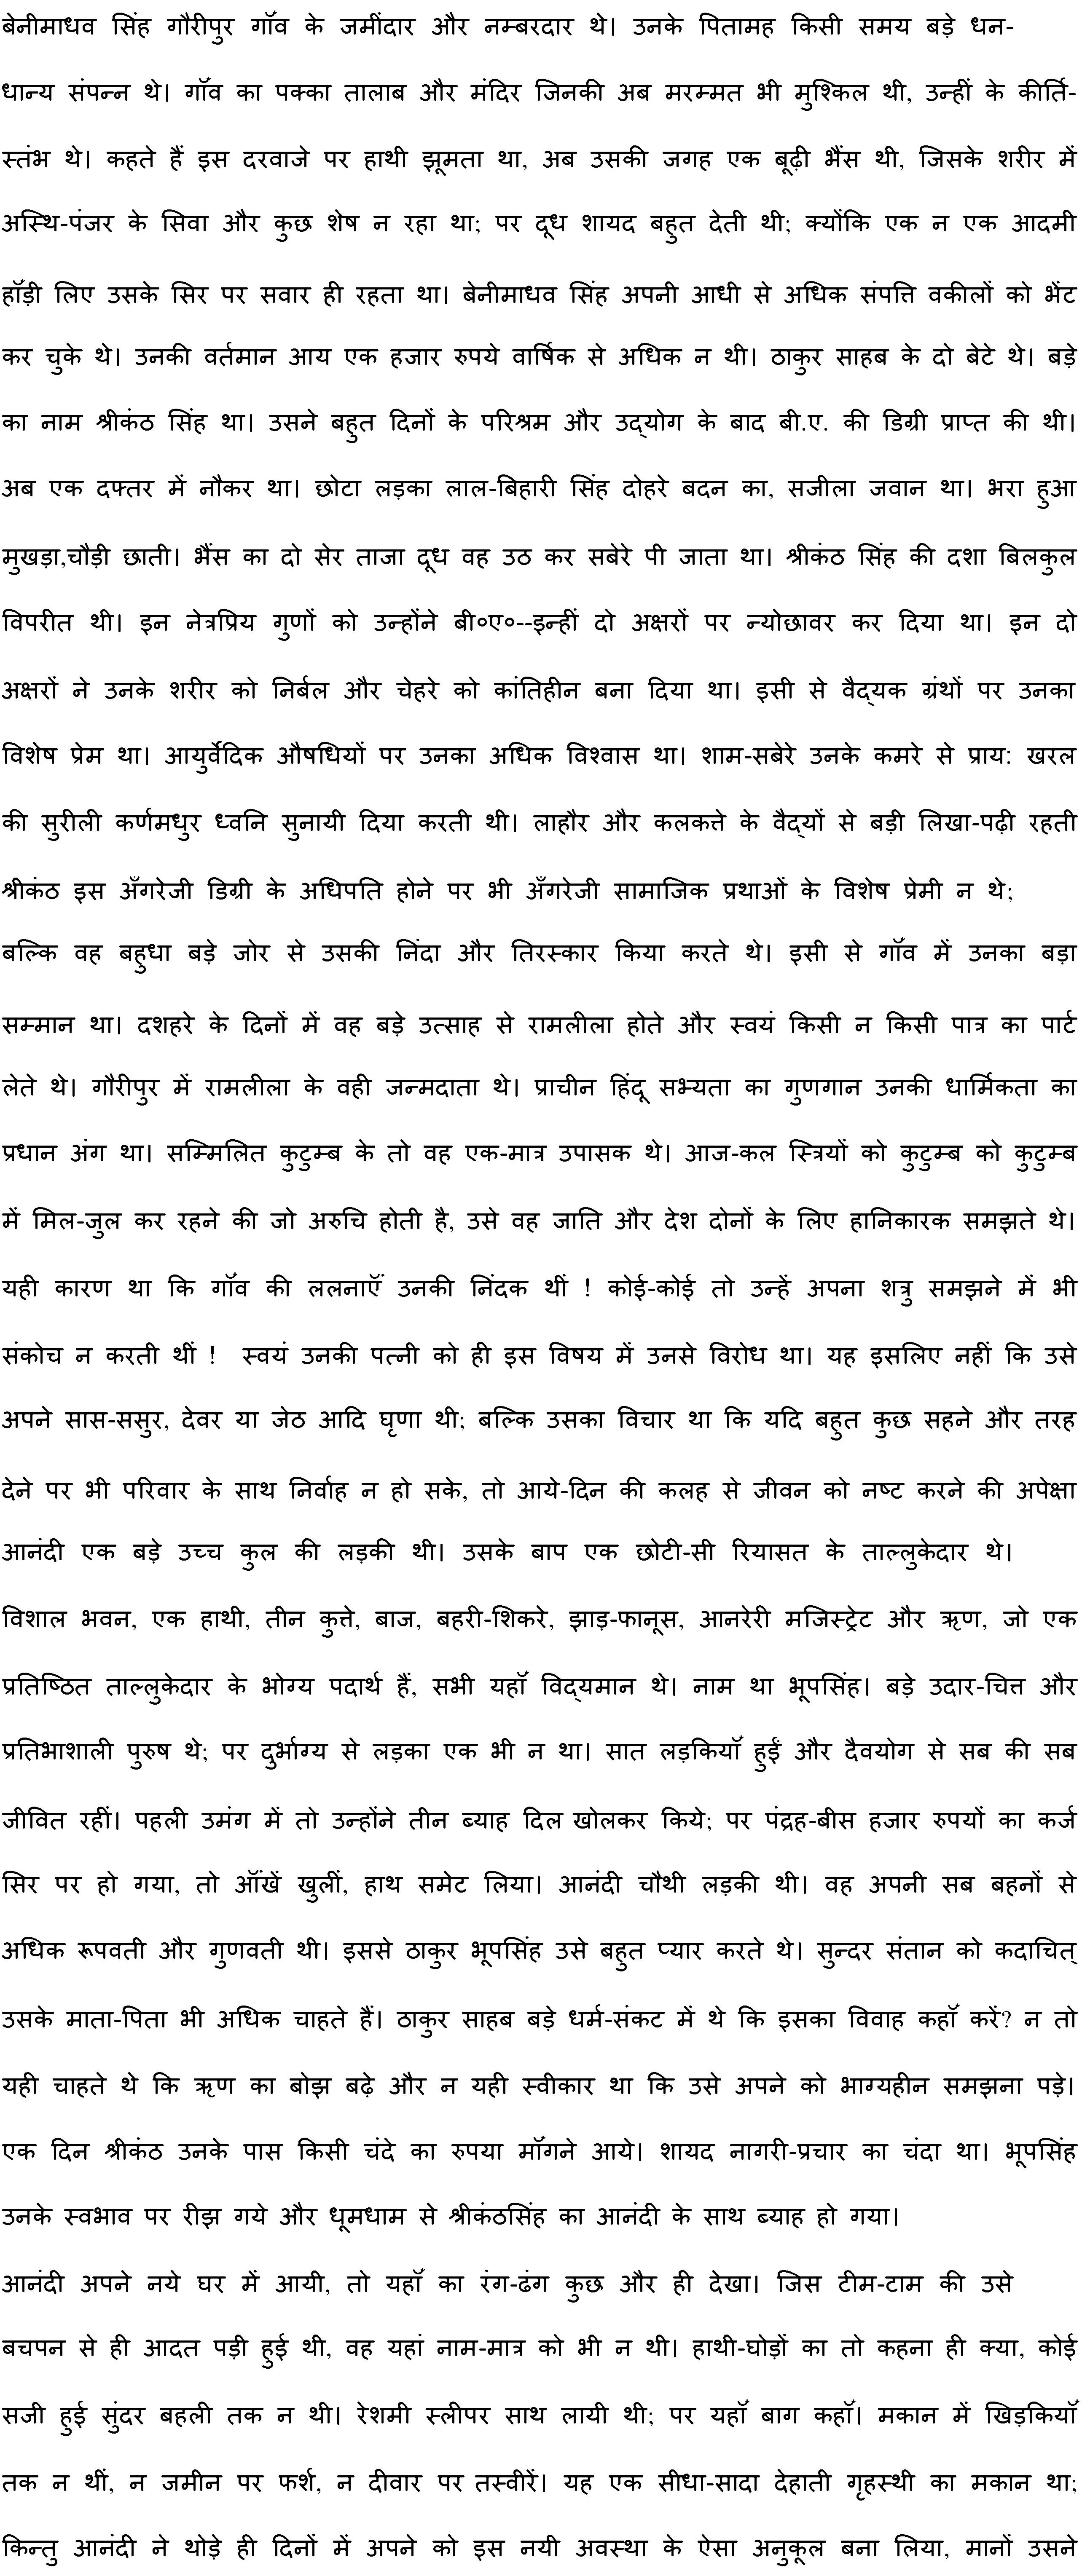 बेनीमाधव सिंह गौरीपुर गॉंव के जमींदार और नम्बरदार थे। उनके पितामह किसी समय बड़े धन-
धान्य संपन्न थे। गॉंव का पक्का तालाब और मंदिर जिनकी अब मरम्मत भी मुश्किल थी, उन्हीं के कीर्ति-
स्तंभ थे। कहते हैं इस दरवाजे पर हाथी झूमता था, अब उसकी जगह एक बूढ़ी भैंस थी, जिसके शरीर में
अस्थि-पंजर के सिवा और कुछ शेष न रहा था; पर दूध शायद बहुत देती थी; क्योंकि एक न एक आदमी
हॉंड़ी लिए उसके सिर पर सवार ही रहता था। बेनीमाधव सिंह अपनी आधी से अधिक संपत्ति वकीलों को भेंट
कर चुके थे। उनकी वर्तमान आय एक हजार रुपये वार्षिक से अधिक न थी। ठाकुर साहब के दो बेटे थे। बड़े
का नाम श्रीकंठ सिंह था। उसने बहुत दिनों के परिश्रम और उद्‌योग के बाद बी.ए. की डिग्री प्राप्त की थी।
अब एक दफ्तर में नौकर था। छोटा लड़का लाल-बिहारी सिंह दोहरे बदन का, सजीला जवान था। भरा हुआ
मुखड़ा,चौड़ी छाती। भैंस का दो सेर ताजा दूध वह उठ कर सबेरे पी जाता था। श्रीकंठ सिंह की दशा बिलकुल
विपरीत थी। इन नेत्रप्रिय गुणों को उन्होंने बी०ए०--इन्हीं दो अक्षरों पर न्योछावर कर दिया था। इन दो
अक्षरों ने उनके शरीर को निर्बल और चेहरे को कांतिहीन बना दिया था। इसी से वैद्‌यक ग्रंथों पर उनका
विशेष प्रेम था। आयुर्वेदिक औषधियों पर उनका अधिक विश्वास था। शाम-सबेरे उनके कमरे से प्राय: खरल
की सुरीली कर्णमधुर ध्वनि सुनायी दिया करती थी। लाहौर और कलकत्ते के वैद्‌यों से बड़ी लिखा-पढ़ी रहती
श्रीकंठ इस अँगरेजी डिग्री के अधिपति होने पर भी अँगरेजी सामाजिक प्रथाओं के विशेष प्रेमी न थे;
बल्कि वह बहुधा बड़े जोर से उसकी निंदा और तिरस्कार किया करते थे। इसी से गॉंव में उनका बड़ा
सम्मान था। दशहरे के दिनों में वह बड़े उत्साह से रामलीला होते और स्वयं किसी न किसी पात्र का पार्ट
लेते थे। गौरीपुर में रामलीला के वही जन्मदाता थे। प्राचीन हिंदू सभ्यता का गुणगान उनकी धार्मिकता का
प्रधान अंग था। सम्मिलित कुटुम्ब के तो वह एक-मात्र उपासक थे। आज-कल स्त्रियों को कुटुम्ब को कुटुम्ब
में मिल-जुल कर रहने की जो अरुचि होती है, उसे वह जाति और देश दोनों के लिए हानिकारक समझते थे।
यही कारण था कि गॉंव की ललनाऍं उनकी निंदक थीं ! कोई-कोई तो उन्हें अपना शत्रु समझने में भी
संकोच न करती थीं ! स्वयं उनकी पत्नी को ही इस विषय में उनसे विरोध था। यह इसलिए नहीं कि उसे
अपने सास-ससुर, देवर या जेठ आदि घृणा थी; बल्कि उसका विचार था कि यदि बहुत कुछ सहने और तरह
देने पर भी परिवार के साथ निर्वाह न हो सके, तो आये-दिन की कलह से जीवन को नष्ट करने की अपेक्षा
आनंदी एक बड़े उच्च कुल की लड़की थी। उसके बाप एक छोटी-सी रियासत के ताल्लुकेदार थे।
विशाल भवन, एक हाथी, तीन कुत्ते, बाज, बहरी-शिकरे, झाड़-फानूस, आनरेरी मजिस्ट्रेट और ऋण, जो एक
प्रतिष्ठित ताल्लुकेदार के भोग्य पदार्थ हैं, सभी यहॉं विद्‌यमान थे। नाम था भूपसिंह। बड़े उदार-चित्त और
प्रतिभाशाली पुरुष थे; पर दुर्भाग्य से लड़का एक भी न था। सात लड़कियॉं हुईं और दैवयोग से सब की सब
जीवित रहीं। पहली उमंग में तो उन्होंने तीन ब्याह दिल खोलकर किये; पर पंद्रह-बीस हजार रुपयों का कर्ज
सिर पर हो गया, तो ऑंखें खुलीं, हाथ समेट लिया। आनंदी चौथी लड़की थी। वह अपनी सब बहनों से
अधिक रूपवती और गुणवती थी। इससे ठाकुर भूपसिंह उसे बहुत प्यार करते थे। सुन्दर संतान को कदाचित्
उसके माता-पिता भी अधिक चाहते हैं। ठाकुर साहब बड़े धर्म-संकट में थे कि इसका विवाह कहॉं करें? न तो
यही चाहते थे कि ऋण का बोझ बढ़े और न यही स्वीकार था कि उसे अपने को भाग्यहीन समझना पड़े।
एक दिन श्रीकंठ उनके पास किसी चंदे का रुपया मॉंगने आये। शायद नागरी-प्रचार का चंदा था। भूपसिंह
उनके स्वभाव पर रीझ गये और धूमधाम से श्रीकंठसिंह का आनंदी के साथ ब्याह हो गया।
आनंदी अपने नये घर में आयी, तो यहॉं का रंग-ढंग कुछ और ही देखा। जिस टीम-टाम की उसे
बचपन से ही आदत पड़ी हुई थी, वह यहां नाम-मात्र को भी न थी। हाथी-घोड़ों का तो कहना ही क्या, कोई
सजी हुई सुंदर बहली तक न थी। रेशमी स्लीपर साथ लायी थी; पर यहॉं बाग कहॉं। मकान में खिड़कियॉं
तक न थीं, न जमीन पर फर्श, न दीवार पर तस्वीरें। यह एक सीधा-सादा देहाती गृहस्थी का मकान था;
किन्तु आनंदी ने थोड़े ही दिनों में अपने को इस नयी अवस्था के ऐसा अनुकूल बना लिया, मानों उसने